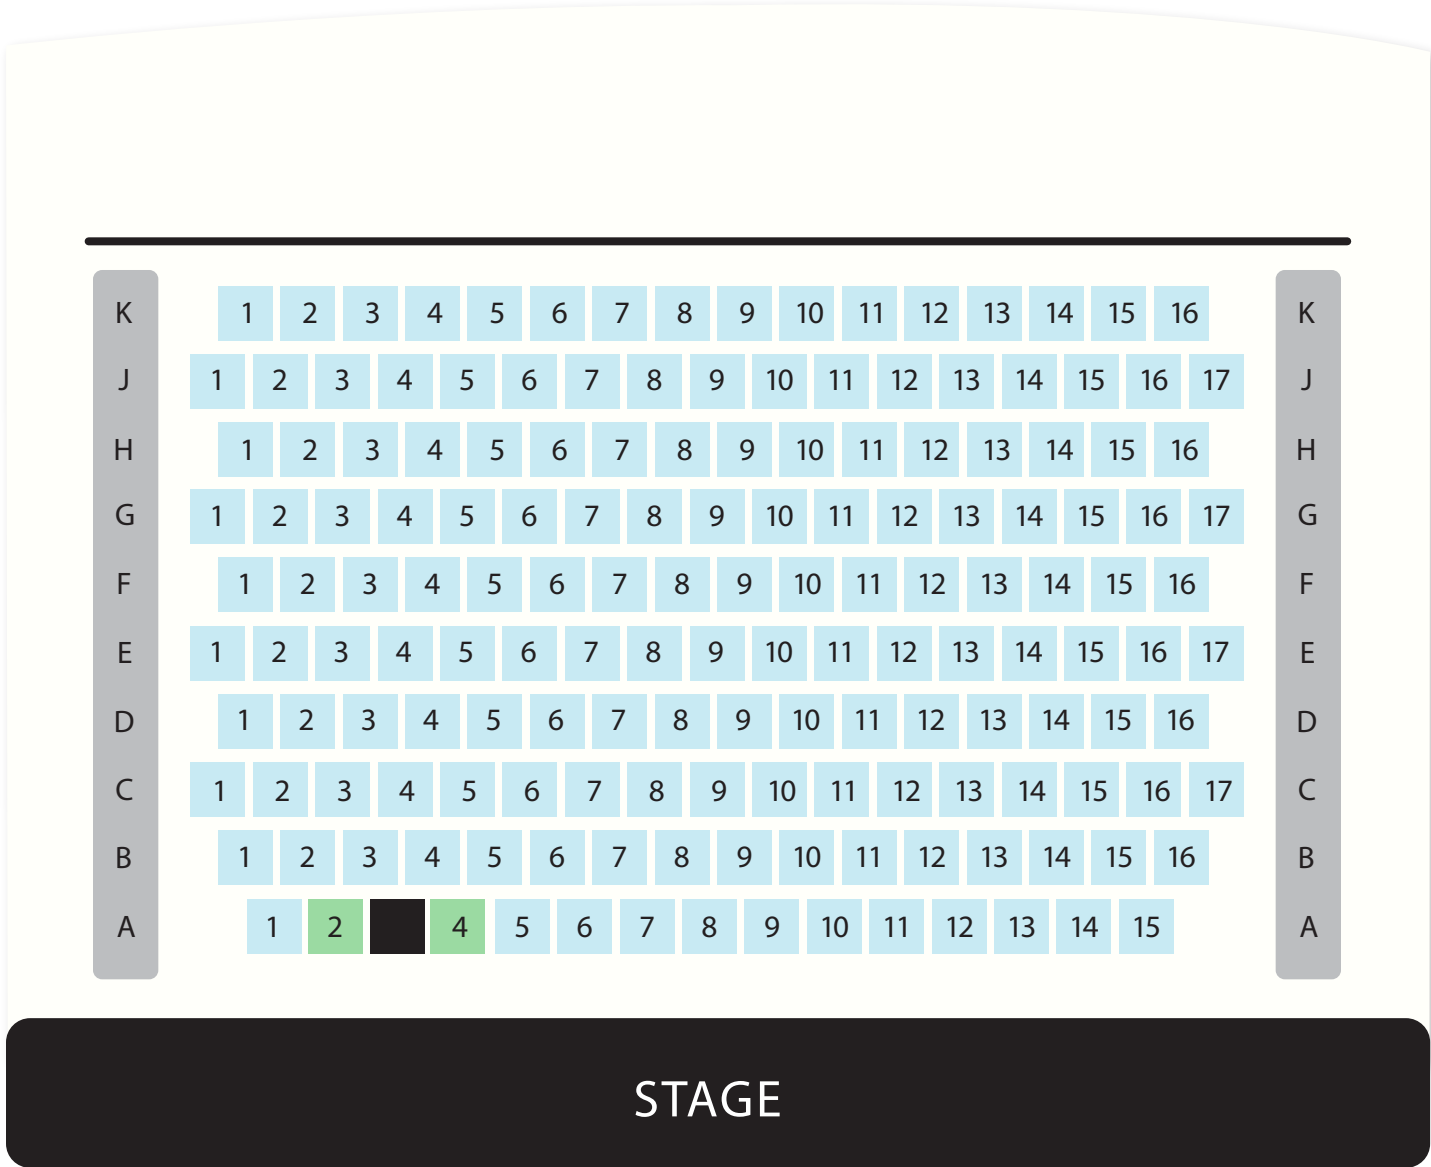 K 1 2 3 4 5 6 7 8 9 10 11 12 13 14 15 16 K
J 1 2 3 4 5 6 7 8 9 10 11 12 13 14 15 16 17 J
H 1 2 3 4 5 6 7 8 9 10 11 12 13 14 15 16 H
G 1 2 3 4 5 6 7 8 9 10 11 12 13 14 15 16 17 G
F 1 2 3 4 5 6 7 8 9 10 11 12 13 14 15 16 F
E 1 2 3 4 5 6 7 8 9 10 11 12 13 14 15 16 17 E
D 1 2 3 4 5 6 7 8 9 10 11 12 13 14 15 16 D
C 1 2 3 4 5 6 7 8 9 10 11 12 13 14 15 16 17 C
B 1 2 3 4 5 6 7 8 9 10 11 12 13 14 15 16 B
A 1 2 4 5 6 7 8 9 10 11 12 13 14 15 A
STAGE